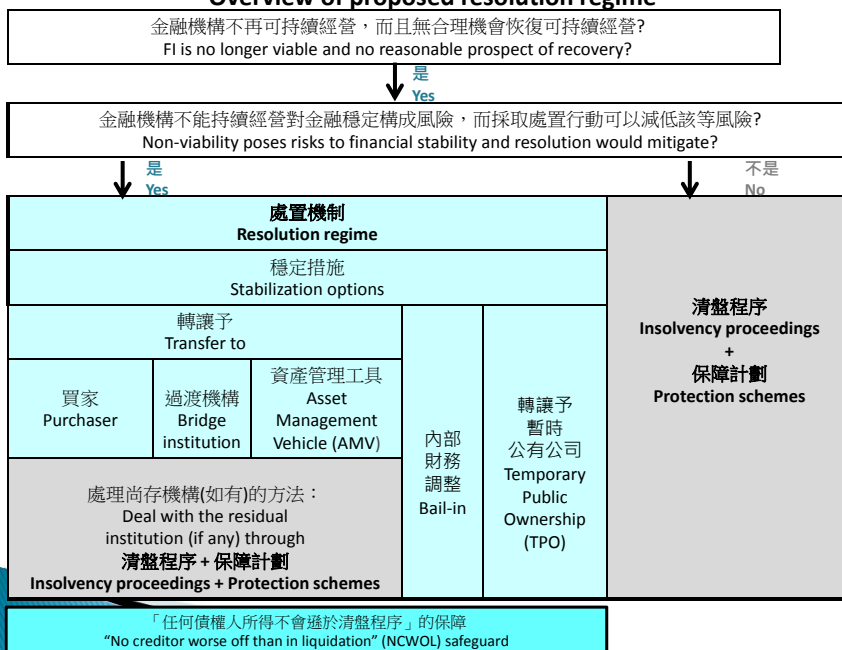 Overview of proposed resolution regime
金融機構不再可持續經營，而且無合理機會恢復可持續經營?
FI is no longer viable and no reasonable prospect of recovery?
是
Yes
金融機構不能持續經營對金融穩定構成風險，而採取處置行動可以減低該等風險?
Non-viability poses risks to financial stability and resolution would mitigate?
是
Yes
不是
No
處置機制
Resolution regime
穩定措施
Stabilization options
轉讓予
Transfer to
買家
Purchaser
過渡機構
Bridge
institution
資產管理工具
Asset
Management
Vehicle (AMV)
內部
財務
調整
Bail-in
轉讓予
暫時
公有公司
Temporary
Public
Ownership
(TPO)
清盤程序
Insolvency proceedings
+
保障計劃
Protection schemes
處理尚存機構(如有)的方法：
Deal with the residual
institution (if any) through
清盤程序 + 保障計劃
Insolvency proceedings + Protection schemes
「任何債權人所得不會遜於清盤程序」的保障
“No creditor worse off than in liquidation” (NCWOL) safeguard